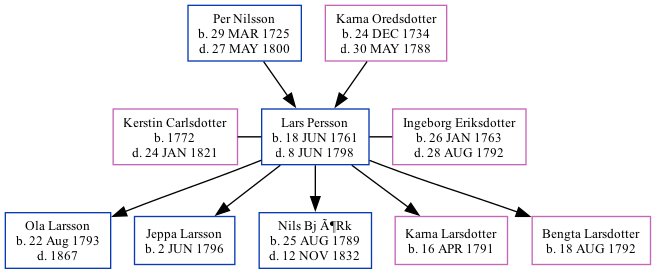 Per Nilsson
b. 29 MAR 1725
d. 27 MAY 1800
Karna Oredsdotter
b. 24 DEC 1734
d. 30 MAY 1788
Kerstin Carlsdotter
b. 1772
d. 24 JAN 1821
Lars Persson
b. 18 JUN 1761
d. 8 JUN 1798
Ingeborg Eriksdotter
b. 26 JAN 1763
d. 28 AUG 1792
Ola Larsson
b. 22 Aug 1793
d. 1867
Jeppa Larsson
b. 2 JUN 1796
Nils Bj Ã¶Rk
b. 25 AUG 1789
d. 12 NOV 1832
Karna Larsdotter
b. 16 APR 1791
Bengta Larsdotter
b. 18 AUG 1792